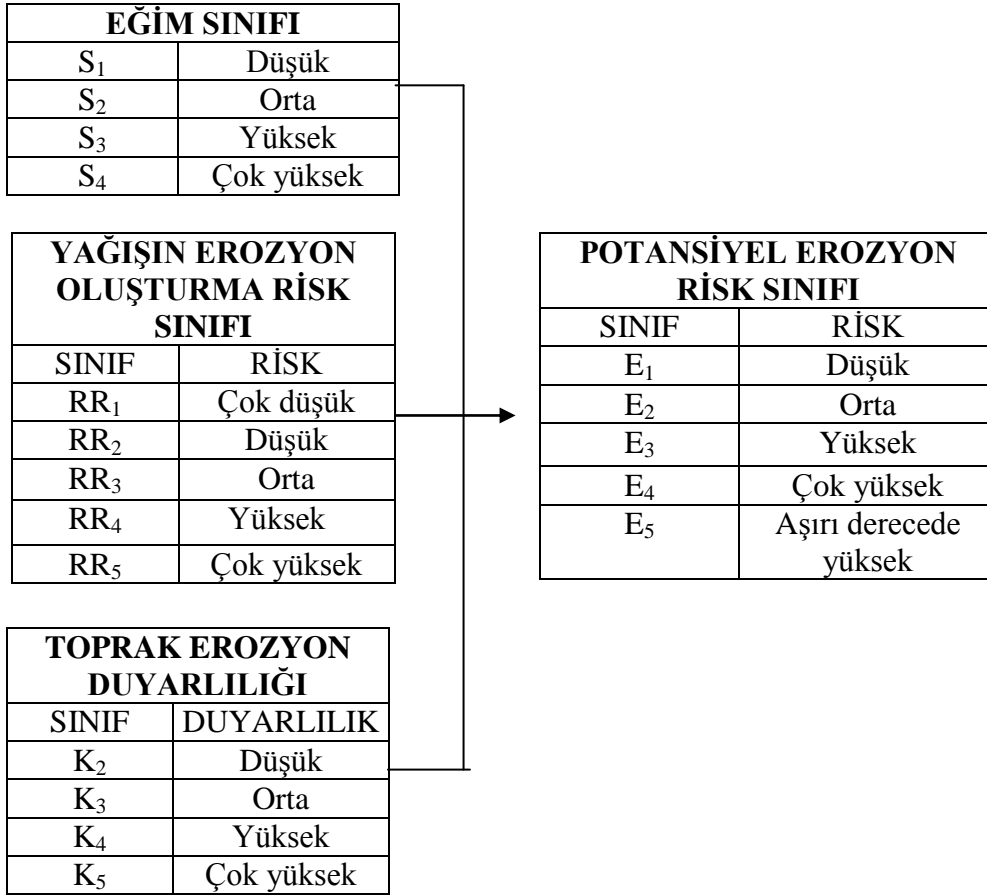 EĞİM SINIFI
S₁ Düşük
S₂ Orta
S₃ Yüksek
S₄ Çok yüksek
YAĞIŞIN EROZYON
OLUŞTURMA RİSK
SINIFI
SINIF RİSK
RR₁ Çok düşük
RR₂ Düşük
RR₃ Orta
RR₄ Yüksek
RR₅ Çok yüksek
TOPRAK EROZYON
DUYARLILIĞI
SINIF DUYARLILIK
K₂ Düşük
K₃ Orta
K₄ Yüksek
K₅ Çok yüksek
POTANSİYEL EROZYON
RİSK SINIFI
SINIF RİSK
E₁ Düşük
E₂ Orta
E₃ Yüksek
E₄ Çok yüksek
E₅ Aşırı derecede
yüksek